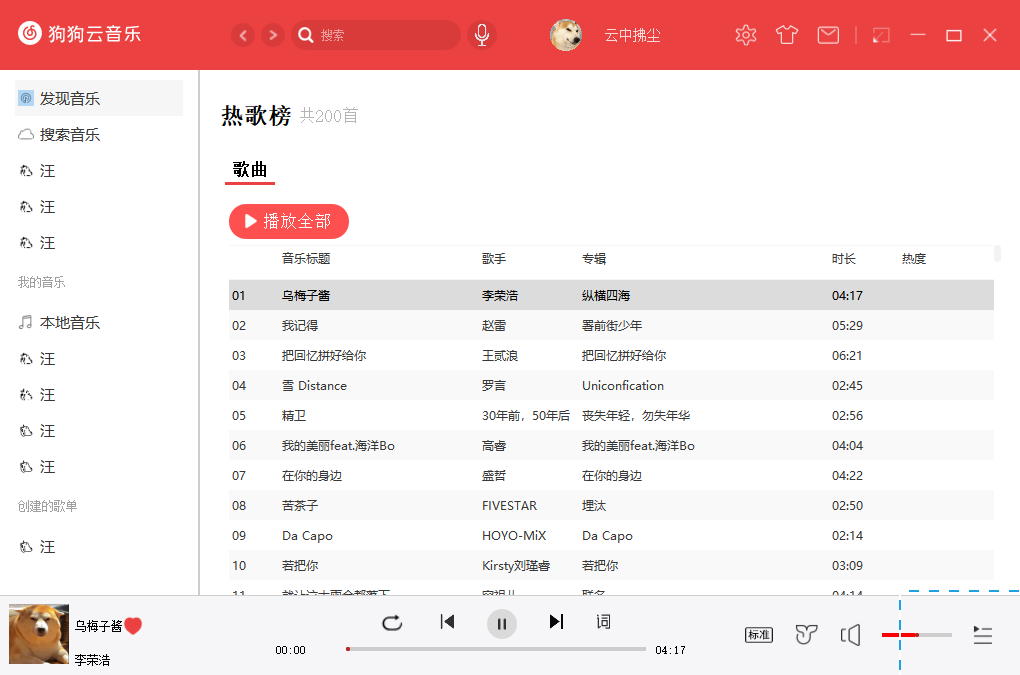 狗狗云音乐
搜索
云中拂尘
发现音乐
搜索音乐
汪
汪
汪
我的音乐
本地音乐
汪
汪
汪
汪
创建的歌单
汪
热歌榜 共200首
歌曲
播放全部
音乐标题 歌手 专辑 时长 热度
01 乌梅子酱 李荣浩 纵横四海 04:17
02 我记得 赵雷 署前街少年 05:29
03 把回忆拼好给你 王贰浪 把回忆拼好给你 06:21
04 雪 Distance 罗言 Uniconfication 02:45
05 精卫 30年前，50年后 丧失年轻，勿失年华 02:56
06 我的美丽feat.海洋Bo 高睿 我的美丽feat.海洋Bo 04:04
07 在你的身边 盛哲 在你的身边 04:22
08 苦茶子 FIVESTAR 埋汰 02:50
09 Da Capo HOYO-MiX Da Capo 02:14
10 若把你 Kirsty刘瑾睿 若把你 03:09
乌梅子酱
李荣浩
词
00:00
04:17
标准